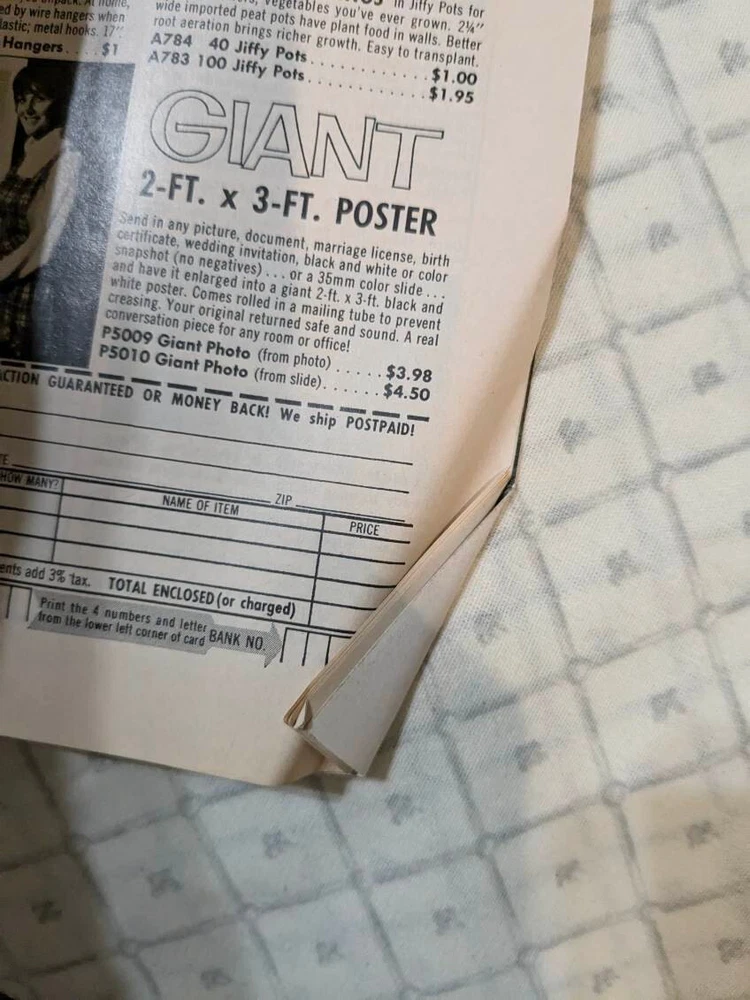 in Jiffy Pots for
vegetables you've ever grown. 2¼"
wide imported peat pots have plant food in walls. Better
root aeration brings richer growth. Easy to transplant.
A784 40 Jiffy Pots............$1.00
A783 100 Jiffy Pots............$1.95
At home,
ed by wire hangers when
lastic; metal hooks. 17"
Hangers....$1
GIANT
2-FT. x 3-FT. POSTER
Send in any picture, document, marriage license, birth
certificate, wedding invitation, black and white or color
snapshot (no negatives)...or a 35mm color slide...
and have it enlarged into a giant 2-ft. x 3-ft. black and
white poster. Comes rolled in a mailing tube to prevent
creasing. Your original returned safe and sound. A real
conversation piece for any room or office!
P5009 Giant Photo (from photo).....$3.98
P5010 Giant Photo (from slide)......$4.50
ACTION GUARANTEED OR MONEY BACK! We ship POSTPAID!
TE
ZIP
HOW MANY?
NAME OF ITEM
PRICE
ents add 3% tax. TOTAL ENCLOSED (or charged)
Print the 4 numbers and letter
from the lower left corner of card
BANK NO.